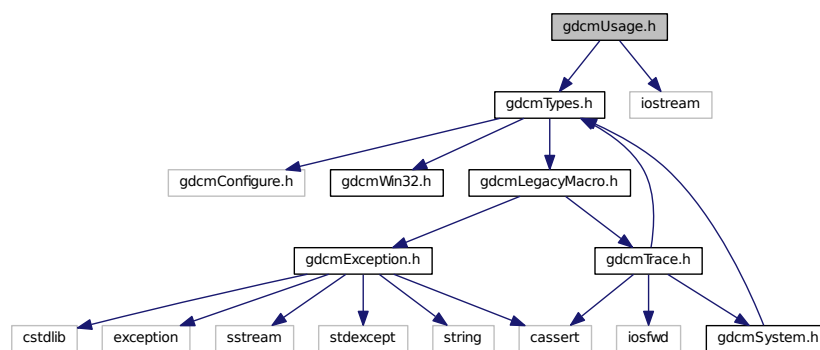 gdcmUsage.h
gdcmTypes.h
iostream
gdcmConfigure.h
gdcmWin32.h
gdcmLegacyMacro.h
gdcmException.h
gdcmTrace.h
cstdlib
exception
sstream
stdexcept
string
cassert
iosfwd
gdcmSystem.h